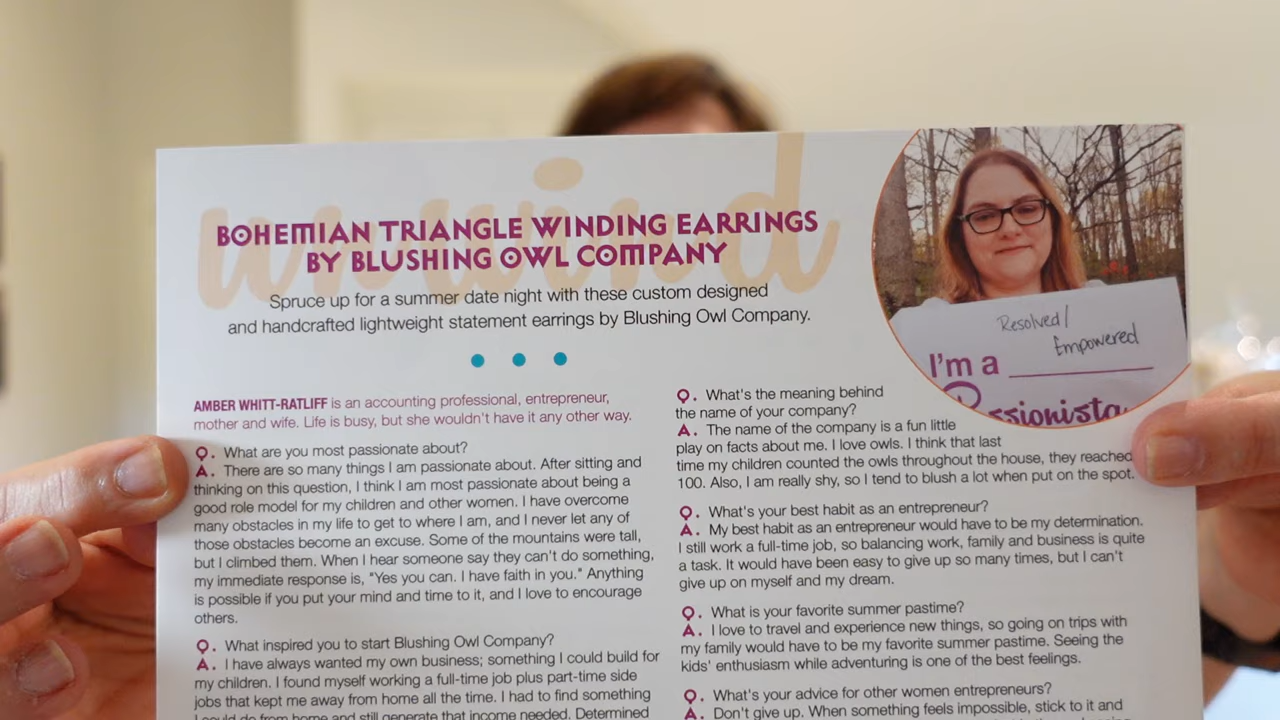 unwind
BOHEMIAN TRIANGLE WINDING EARRINGS
BY BLUSHING OWL COMPANY
Spruce up for a summer date night with these custom designed
and handcrafted lightweight statement earrings by Blushing Owl Company.
Resolved/
Empowered
I'm a
AMBER WHITT-RATLIFF is an accounting professional, entrepreneur,
mother and wife. Life is busy, but she wouldn't have it any other way.
Q. What are you most passionate about?
A. There are so many things I am passionate about. After sitting and
thinking on this question, I think I am most passionate about being a
good role model for my children and other women. I have overcome
many obstacles in my life to get to where I am, and I never let any of
those obstacles become an excuse. Some of the mountains were tall,
but I climbed them. When I hear someone say they can't do something,
my immediate response is, "Yes you can. I have faith in you." Anything
is possible if you put your mind and time to it, and I love to encourage
others.
Q. What inspired you to start Blushing Owl Company?
A. I have always wanted my own business; something I could build for
my children. I found myself working a full-time job plus part-time side
jobs that kept me away from home all the time. I had to find something
I could do from home and still generate that income needed. Determined
Q. What's the meaning behind
the name of your company?
A. The name of the company is a fun little
play on facts about me. I love owls. I think that last
time my children counted the owls throughout the house, they reached
100. Also, I am really shy, so I tend to blush a lot when put on the spot.
Q. What's your best habit as an entrepreneur?
A. My best habit as an entrepreneur would have to be my determination.
I still work a full-time job, so balancing work, family and business is quite
a task. It would have been easy to give up so many times, but I can't
give up on myself and my dream.
Q. What is your favorite summer pastime?
A. I love to travel and experience new things, so going on trips with
my family would have to be my favorite summer pastime. Seeing the
kids' enthusiasm while adventuring is one of the best feelings.
Q. What's your advice for other women entrepreneurs?
A. Don't give up. When something feels impossible, stick to it and